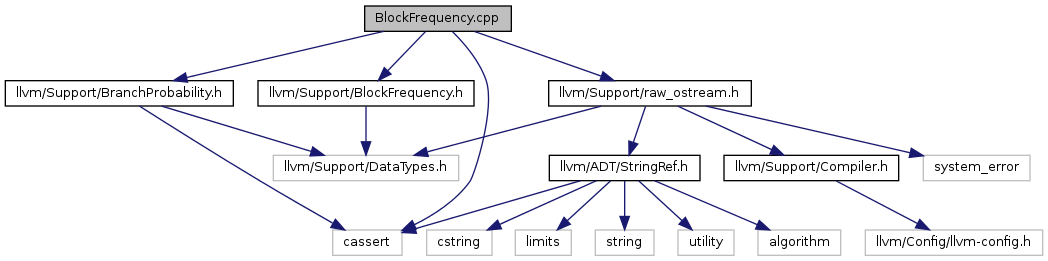 BlockFrequency.cpp
llvm/Support/BranchProbability.h
llvm/Support/BlockFrequency.h
llvm/Support/raw_ostream.h
llvm/Support/DataTypes.h
llvm/ADT/StringRef.h
llvm/Support/Compiler.h
system_error
cassert
cstring
limits
string
utility
algorithm
llvm/Config/llvm-config.h